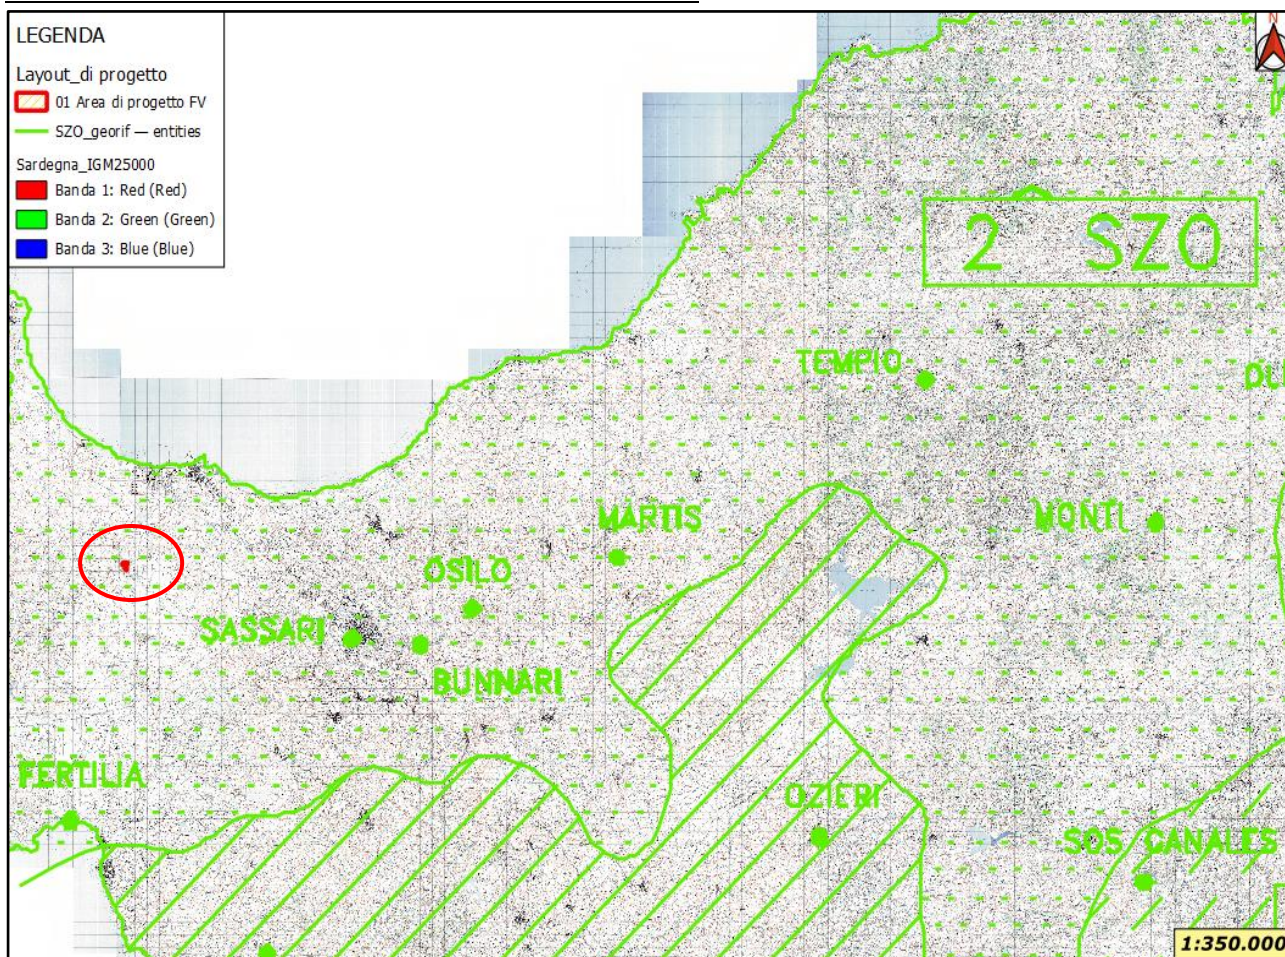 LEGENDA
Layout_di progetto
01 Area di progetto FV
SZO_georif — entities
Sardegna_IGM25000
Banda 1: Red (Red)
Banda 2: Green (Green)
Banda 3: Blue (Blue)
N
2 SZO
TEMPIO
MARTIS
MONTI
OSILO
SASSARI
BUNNARI
FERTILIA
OZIERI
SOS CANALES
1:350.000